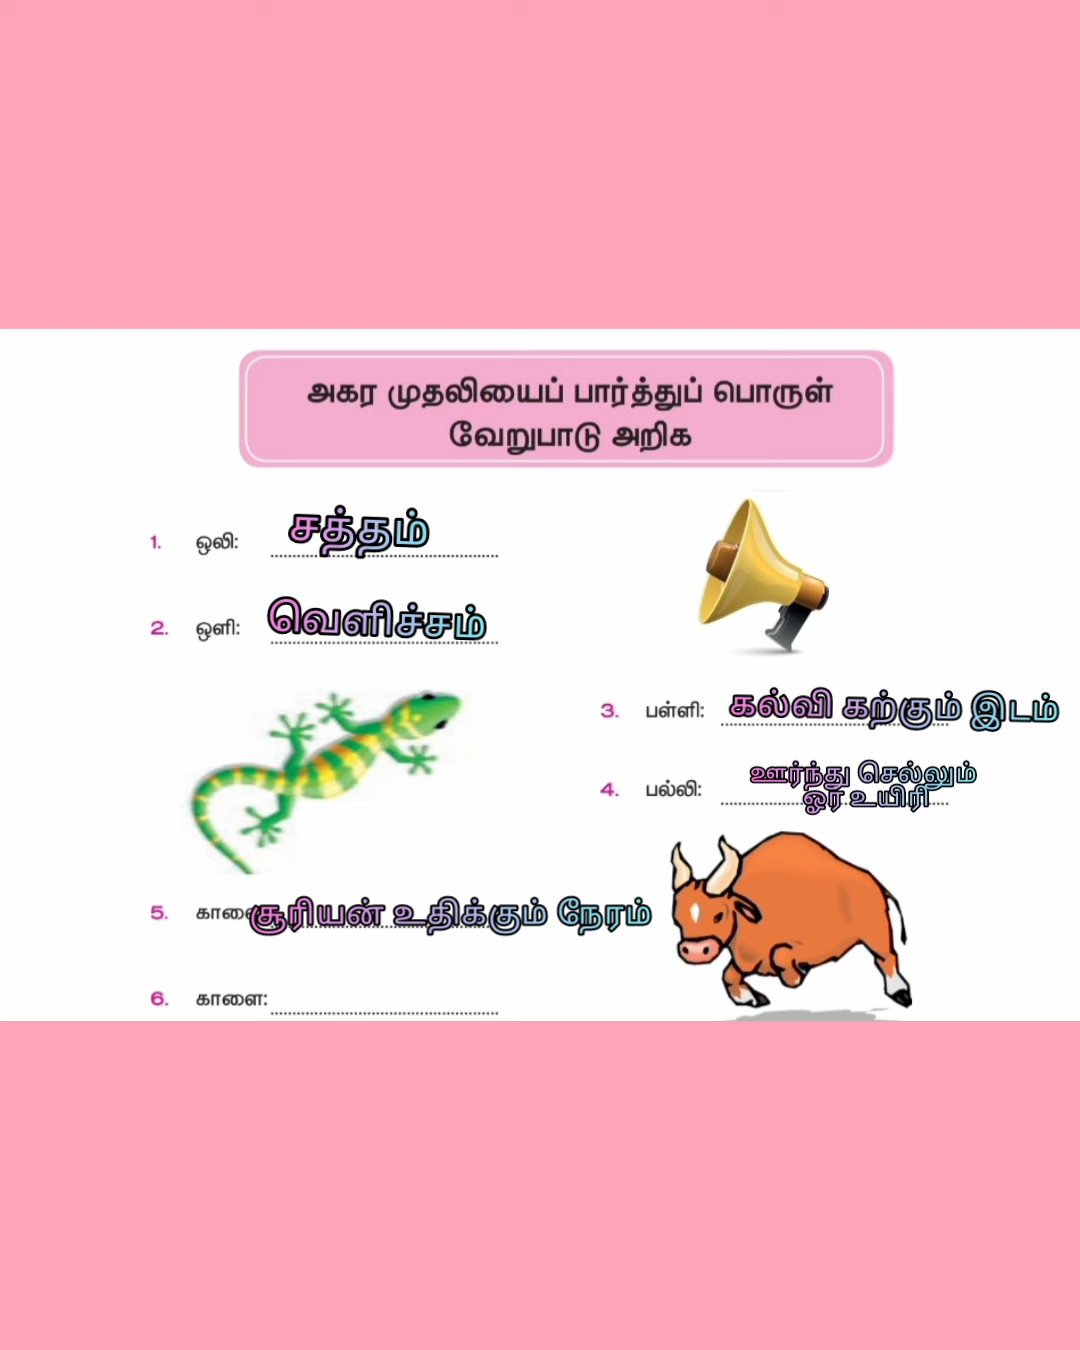 அகர முதலியைப் பார்த்துப் பொருள்
வேறுபாடு அறிக
1. ஒலி: சத்தம்
2. ஒளி: வெளிச்சம்
3. பள்ளி: கல்வி கற்கும் இடம்
4. பல்லி: ஊர்ந்து செல்லும்
ஓர் உயிரி
5. சூரியன் உதிக்கும் நேரம்
6. காளை: